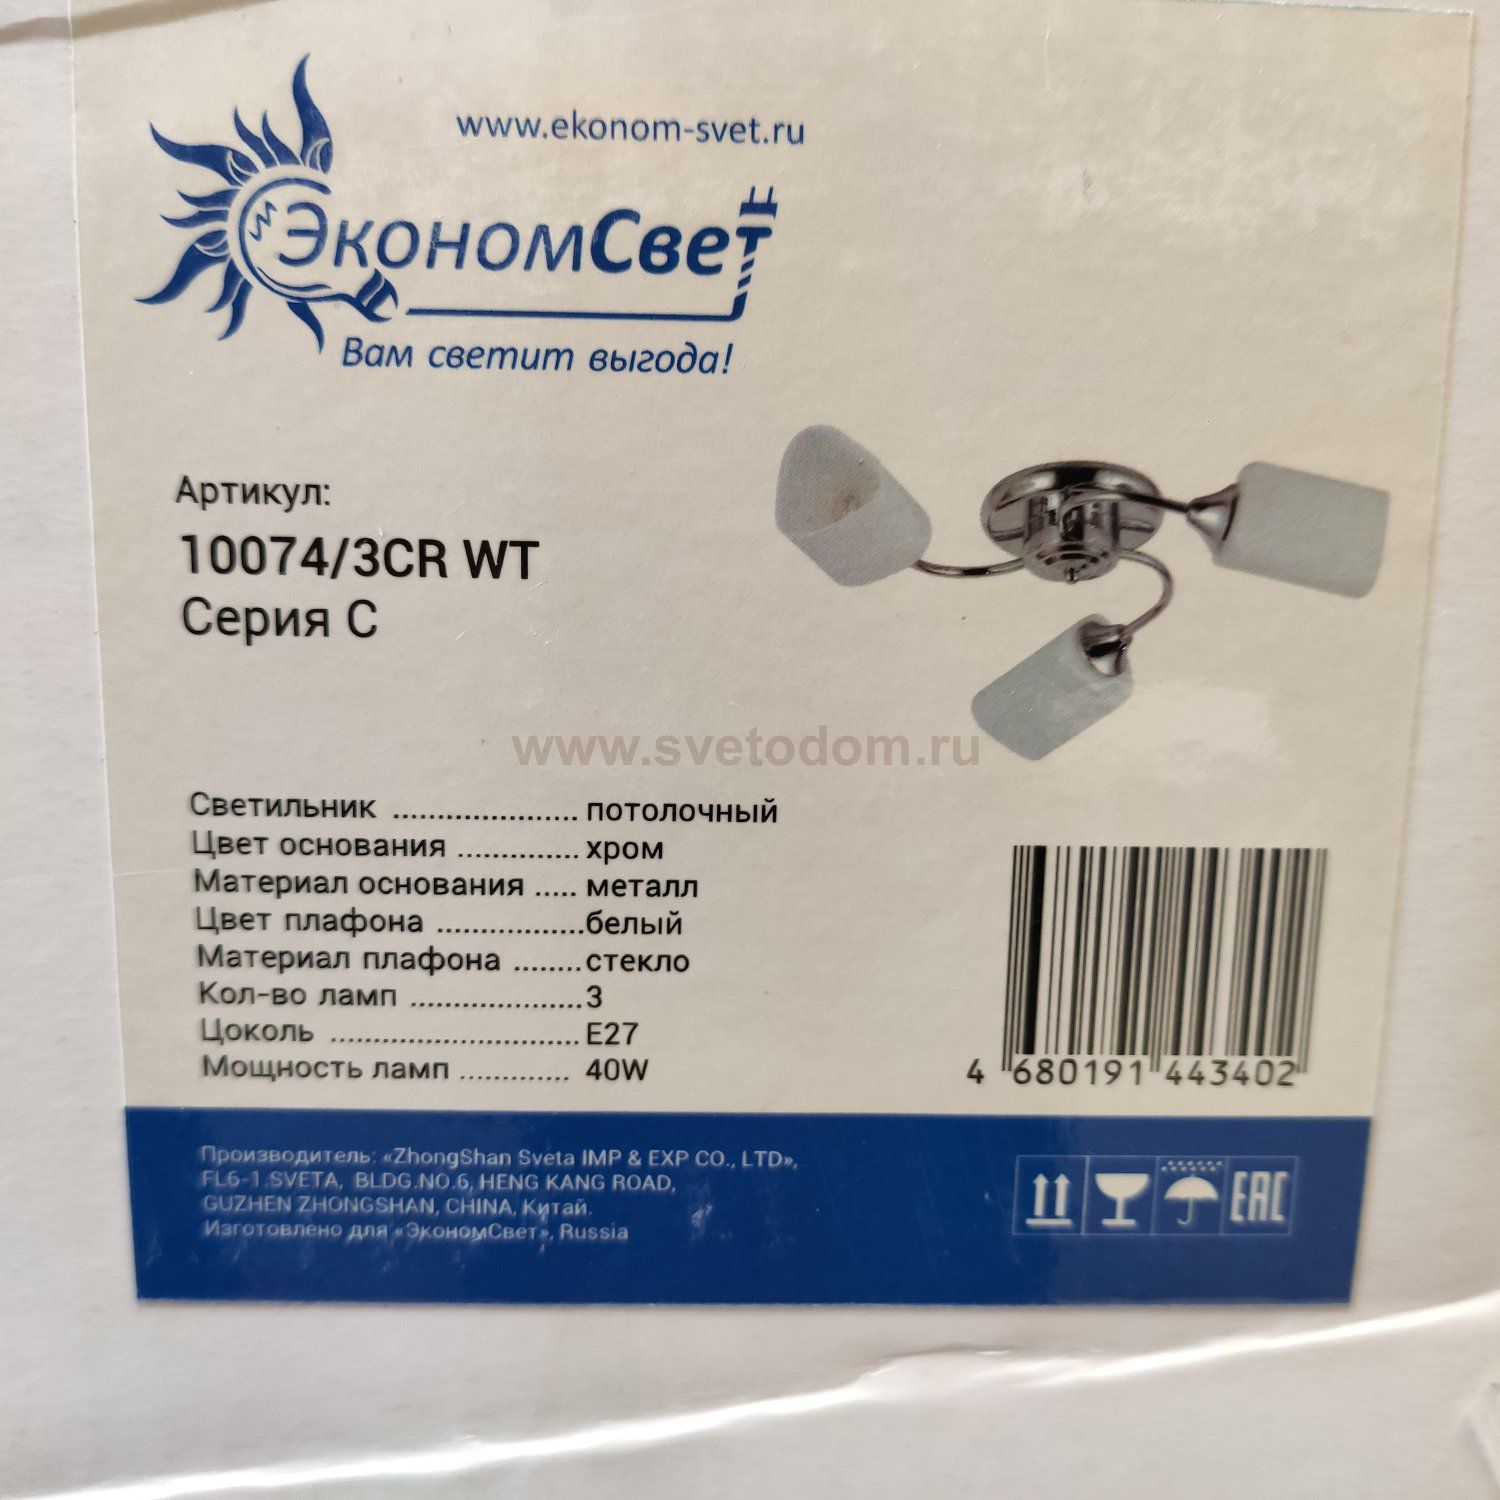 www.ekonom-svet.ru
ЭкономСвет
Вам светит выгода!
Артикул:
10074/3CR WT
Серия С
www.svetodom.ru
Светильник ..................... потолочный
Цвет основания .............. хром
Материал основания ..... металл
Цвет плафона .................белый
Материал плафона ........стекло
Кол-во ламп ...................3
Цоколь ............................ E27
Мощность ламп ............. 40W
4 680191 443402
Производитель: «ZhongShan Sveta IMP & EXP CO., LTD»,
FL6-1.SVETA, BLDG.NO.6, HENG KANG ROAD,
GUZHEN ZHONGSHAN, CHINA, Китай.
Изготовлено для «ЭкономСвет», Russia
EAC